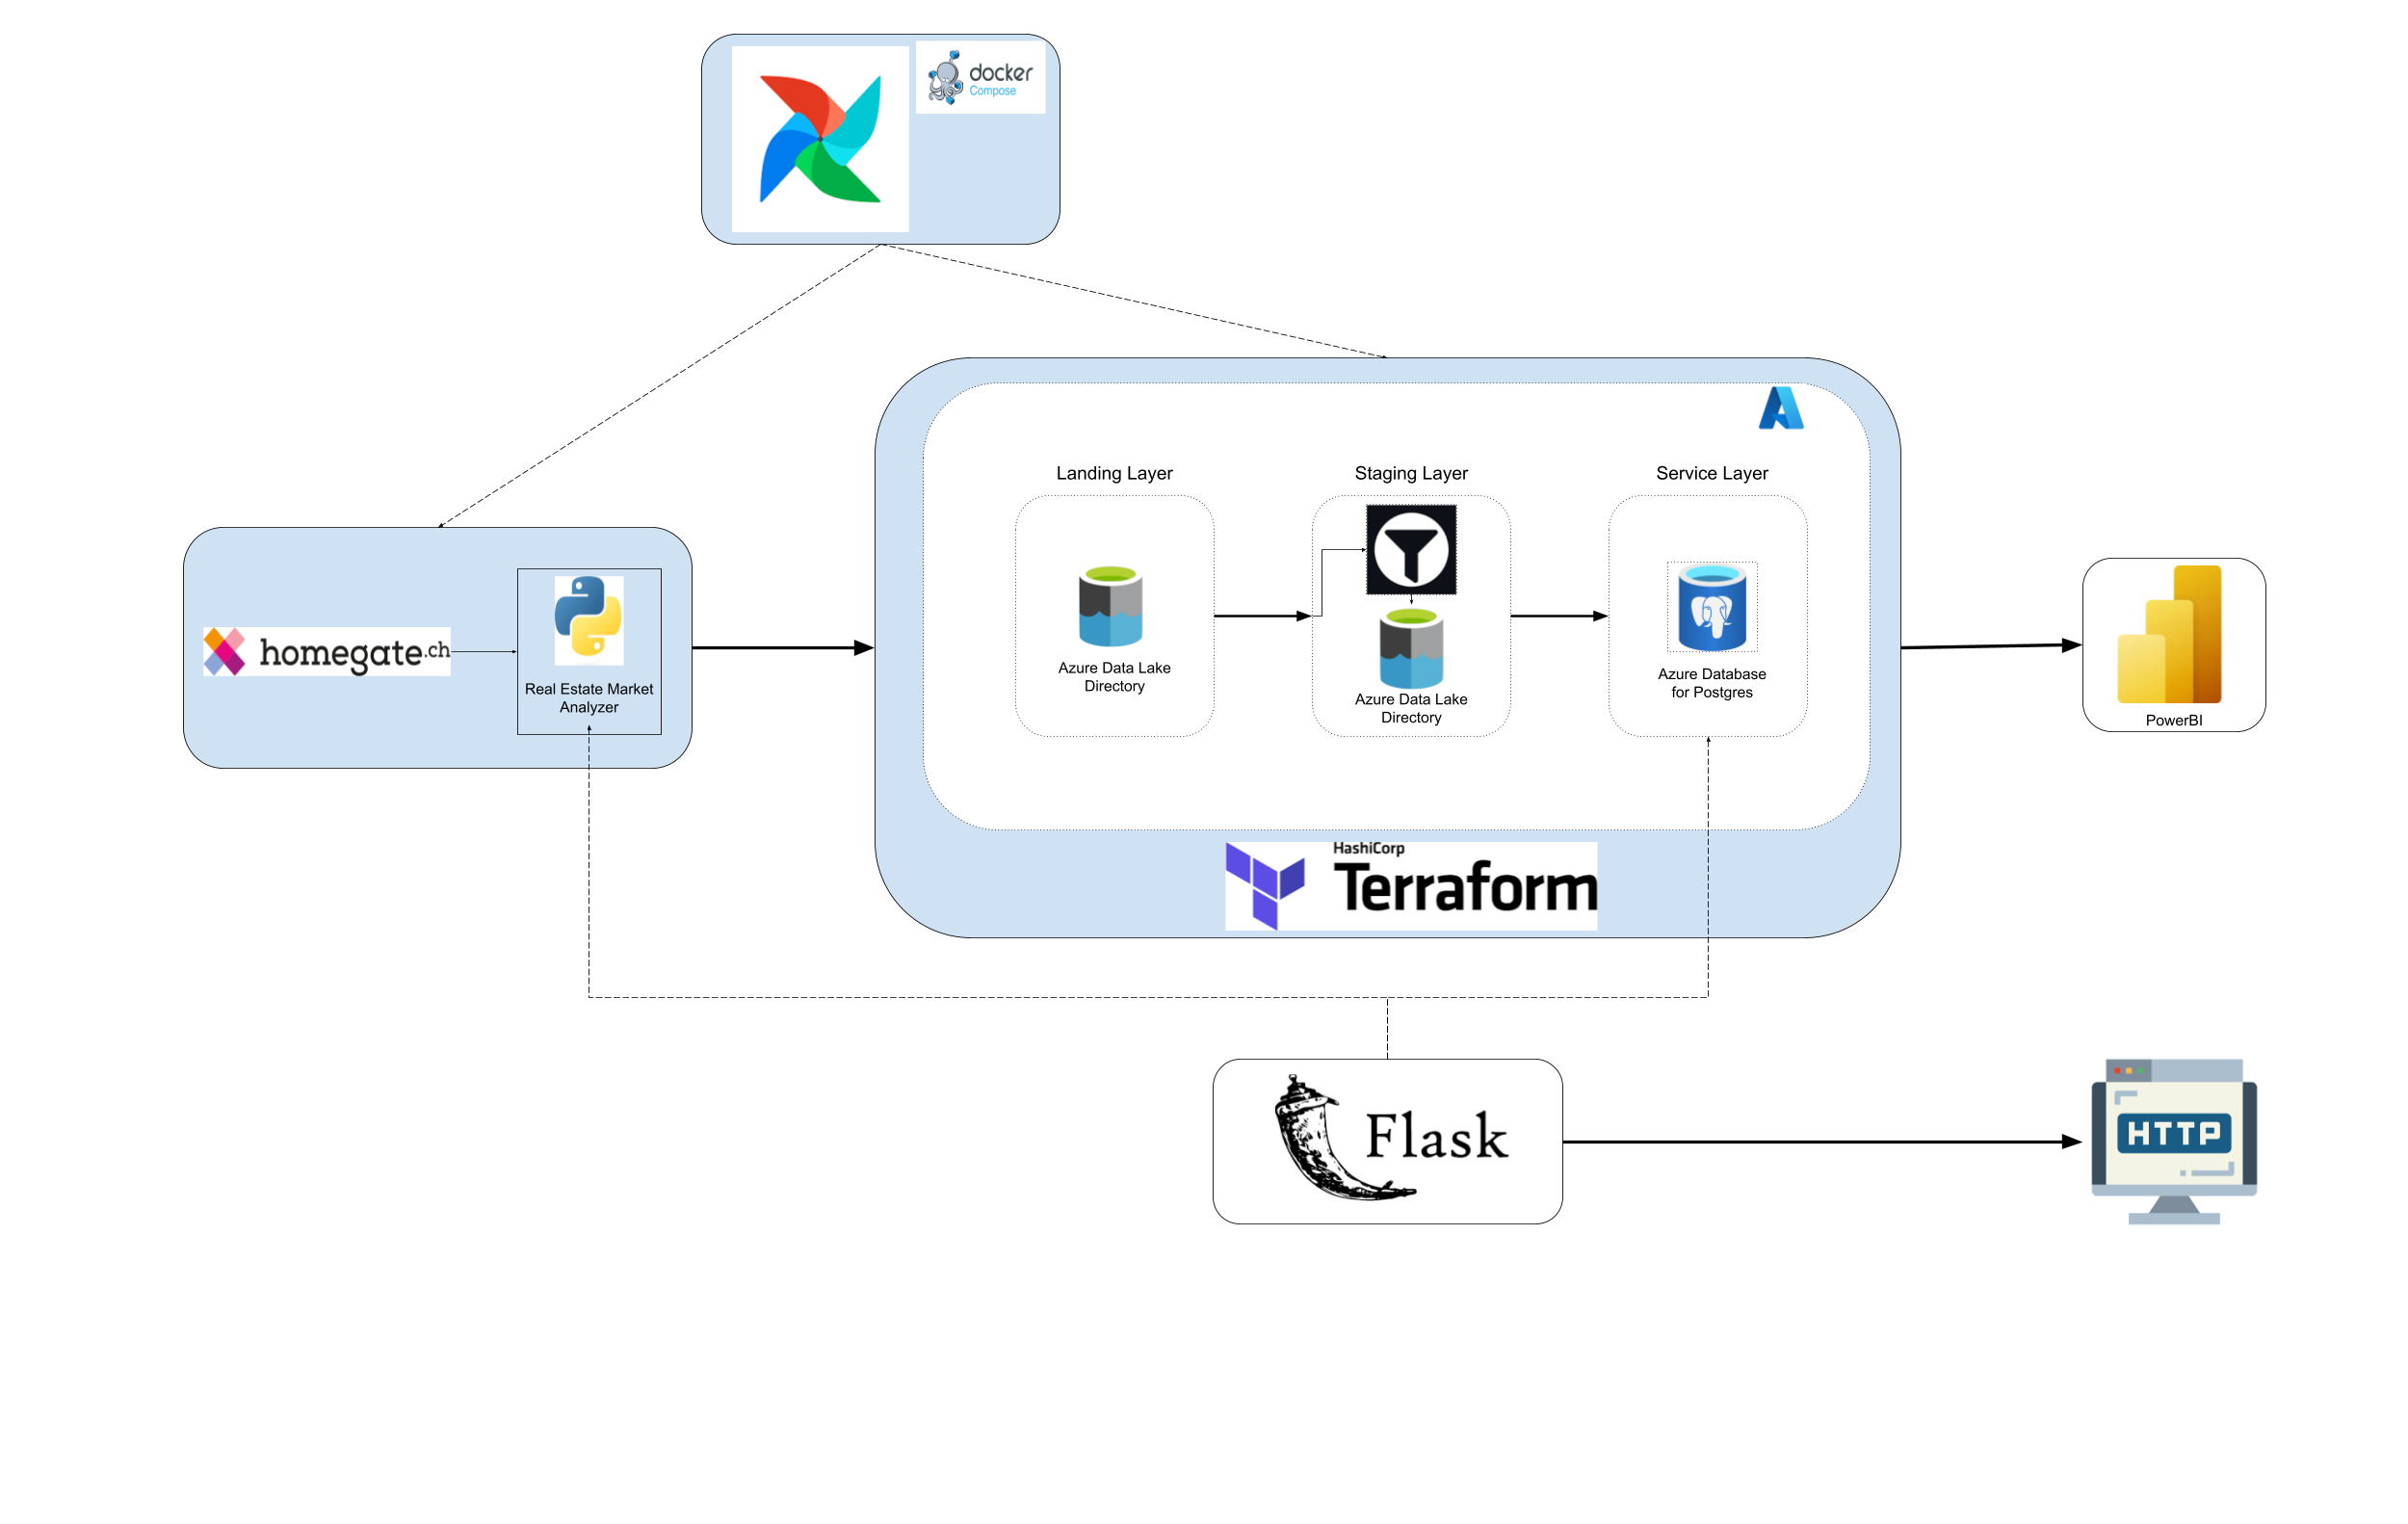 docker
Compose
homegate.ch
Real Estate Market
Analyzer
Landing Layer
Staging Layer
Service Layer
Azure Data Lake
Directory
Azure Data Lake
Directory
Azure Database
for Postgres
HashiCorp
Terraform
PowerBI
Flask
HTTP